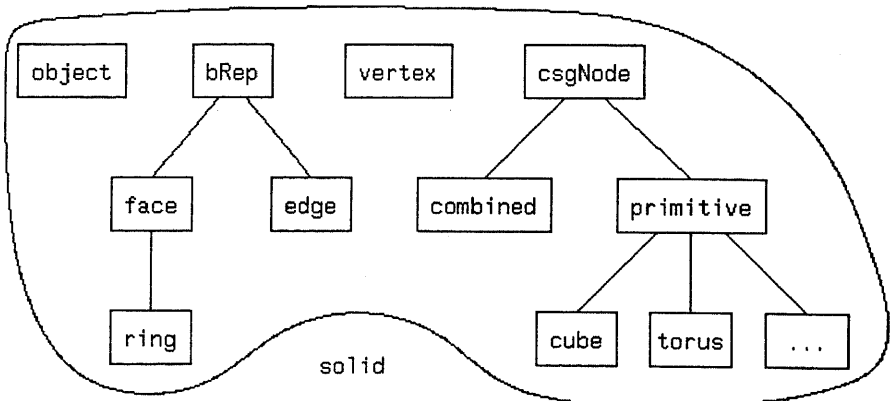 object bRep vertex csgNode
face edge combined primitive
ring cube torus ...
solid